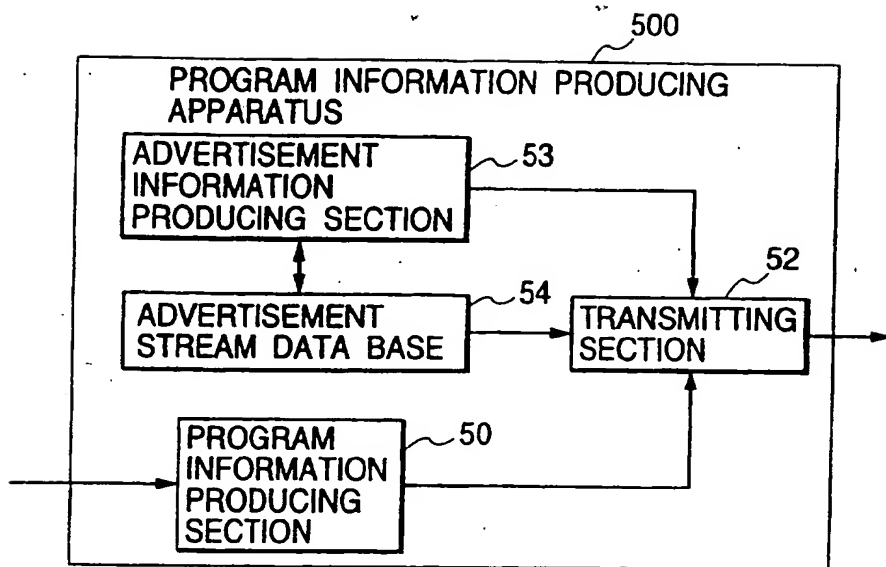 500
PROGRAM INFORMATION PRODUCING
APPARATUS
ADVERTISEMENT
INFORMATION
PRODUCING SECTION
53
ADVERTISEMENT
STREAM DATA BASE
54
TRANSMITTING
SECTION
52
PROGRAM
INFORMATION
PRODUCING
SECTION
50